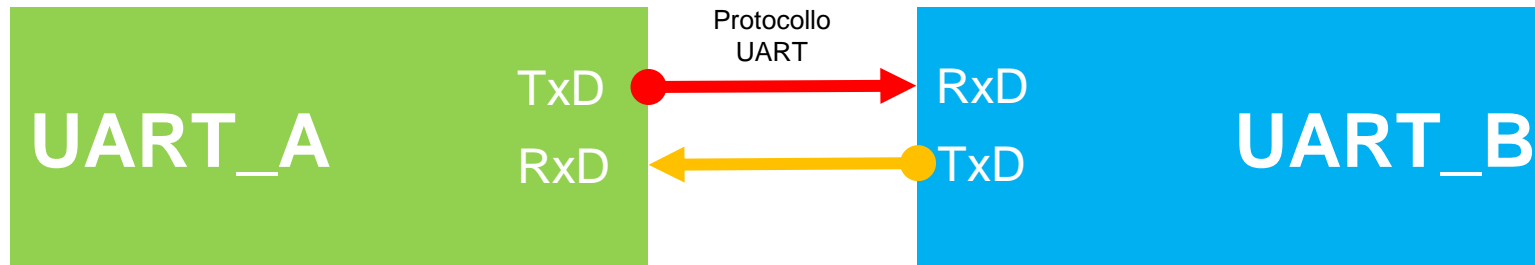 Protocollo
UART
TxD
RxD
UART_A
UART_B
RxD
TxD